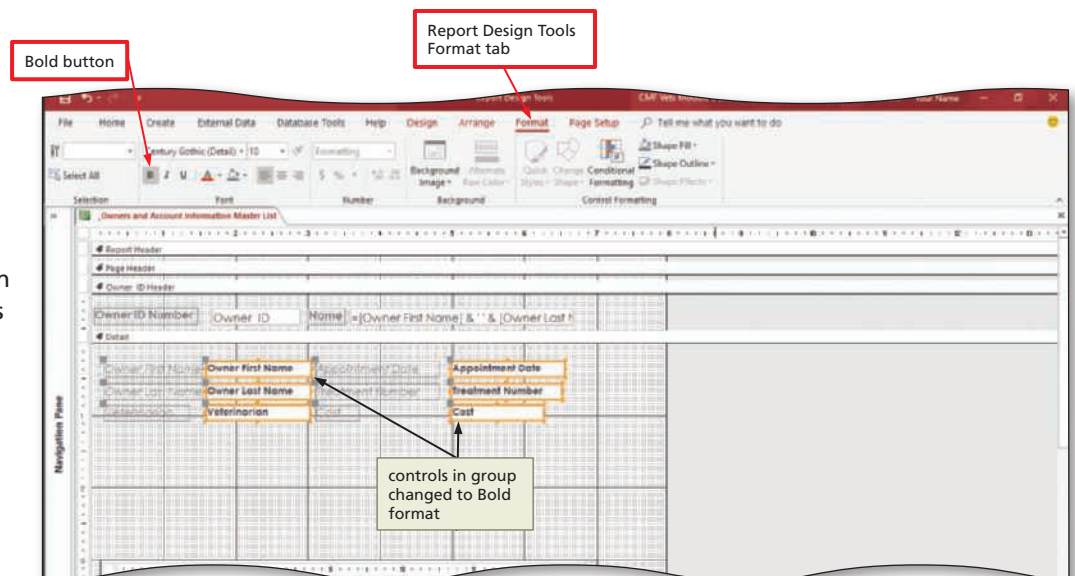 Report Design Tools
Format tab
Bold button
Report Design Tools
CMF Vets
Your Name
File Home Create External Data Database Tools Help Design Arrange Format Page Setup Tell me what you want to do
Century Gothic (Detail) 10
Formatting
Select All
B I U A
$ %
Background Image
Alternate Row Color
Quick Styles
Change Shape
Conditional Formatting
Shape Fill
Shape Outline
Shape Effects
Selection Font Number Background Control Formatting
Owners and Account Information Master List
Report Header
Page Header
Owner ID Header
Owner ID Number Owner ID Name =[Owner First Name] & ' ' & [Owner Last N
Detail
Owner First Name Owner First Name Appointment Date Appointment Date
Owner Last Name Owner Last Name Treatment Number Treatment Number
Veterinarian Veterinarian Cost Cost
Navigation Pane
controls in group
changed to Bold
format